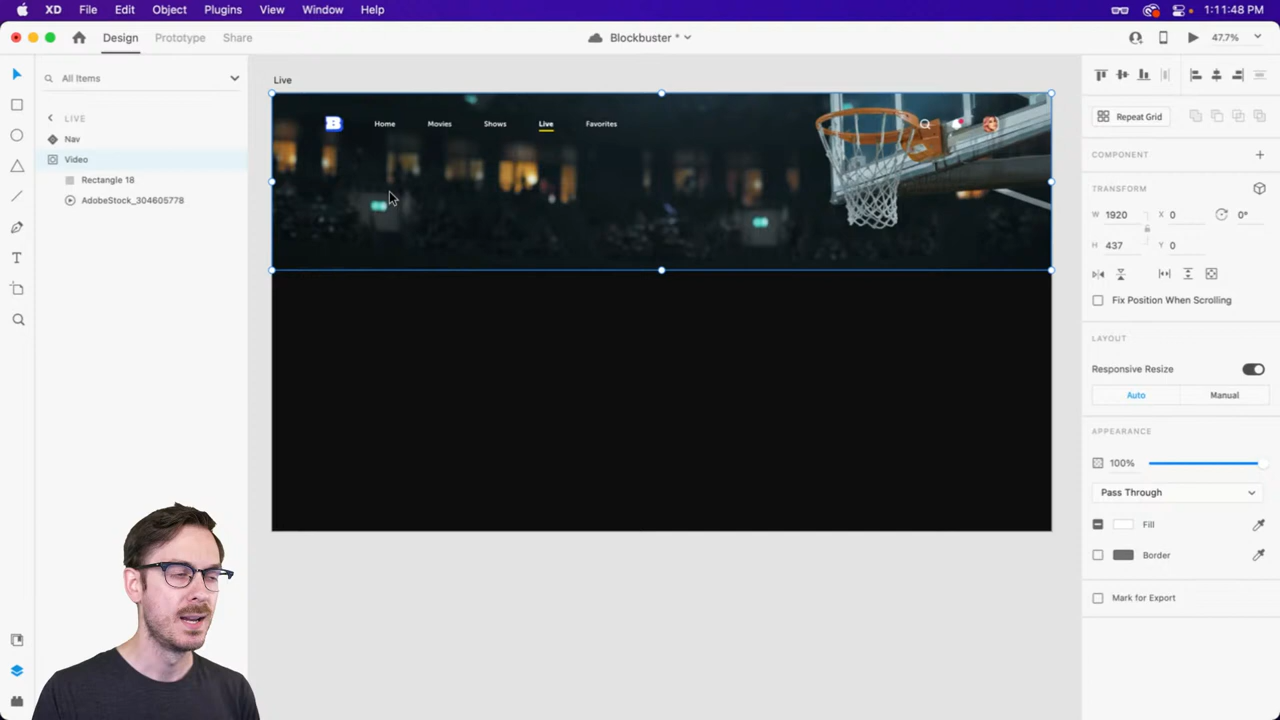 XD File Edit Object Plugins View Window Help 1:11:48 PM
Design Prototype Share Blockbuster * 47.7%
All Items
LIVE
Nav
Video
Rectangle 18
AdobeStock_304605778
Live
B Home Movies Shows Live Favorites
Repeat Grid
COMPONENT
TRANSFORM
W 1920 X 0 0°
H 437 Y 0
Fix Position When Scrolling
LAYOUT
Responsive Resize
Auto Manual
APPEARANCE
100%
Pass Through
Fill
Border
Mark for Export